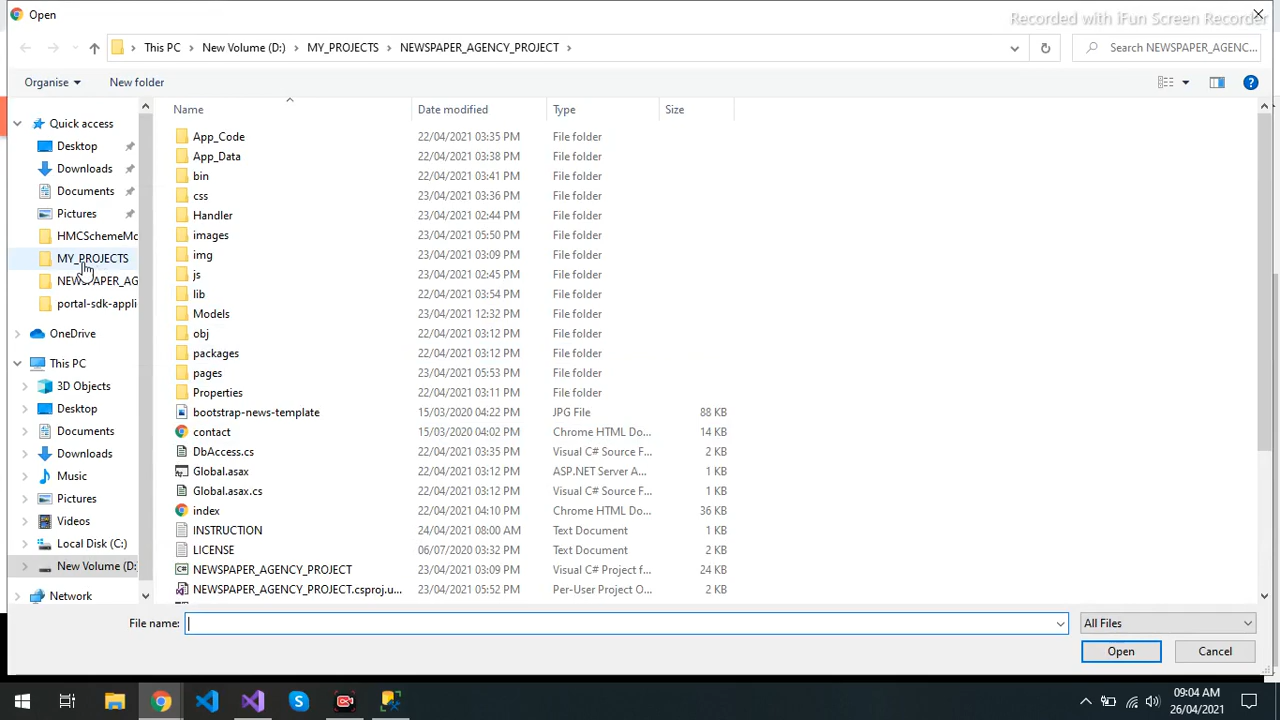 Open
Recorded with iFun Screen Recorder
This PC
New Volume (D:)
MY_PROJECTS
NEWSPAPER_AGENCY_PROJECT
Search NEWSPAPER_AGENC...
Organise
New folder
Name
Date modified
Type
Size
Quick access
Desktop
Downloads
Documents
Pictures
HMCSchemeMo
MY_PROJECTS
NEWSPAPER_AG
portal-sdk-appli
OneDrive
This PC
3D Objects
Desktop
Documents
Downloads
Music
Pictures
Videos
Local Disk (C:)
New Volume (D:
Network
App_Code 22/04/2021 03:35 PM File folder
App_Data 22/04/2021 03:38 PM File folder
bin 22/04/2021 03:41 PM File folder
css 23/04/2021 03:36 PM File folder
Handler 23/04/2021 02:44 PM File folder
images 23/04/2021 05:50 PM File folder
img 23/04/2021 03:09 PM File folder
js 23/04/2021 02:45 PM File folder
lib 22/04/2021 03:54 PM File folder
Models 23/04/2021 12:32 PM File folder
obj 22/04/2021 03:12 PM File folder
packages 22/04/2021 03:12 PM File folder
pages 23/04/2021 05:53 PM File folder
Properties 22/04/2021 03:11 PM File folder
bootstrap-news-template 15/03/2020 04:22 PM JPG File 88 KB
contact 15/03/2020 04:02 PM Chrome HTML Do... 14 KB
DbAccess.cs 22/04/2021 03:35 PM Visual C# Source F... 2 KB
Global.asax 22/04/2021 03:12 PM ASP.NET Server A... 1 KB
Global.asax.cs 22/04/2021 03:12 PM Visual C# Source F... 1 KB
index 22/04/2021 04:10 PM Chrome HTML Do... 36 KB
INSTRUCTION 24/04/2021 08:00 AM Text Document 1 KB
LICENSE 06/07/2020 03:32 PM Text Document 2 KB
NEWSPAPER_AGENCY_PROJECT 23/04/2021 03:09 PM Visual C# Project f... 24 KB
NEWSPAPER_AGENCY_PROJECT.csproj.u... 23/04/2021 05:52 PM Per-User Project O... 2 KB
File name:
All Files
Open
Cancel
09:04 AM
26/04/2021